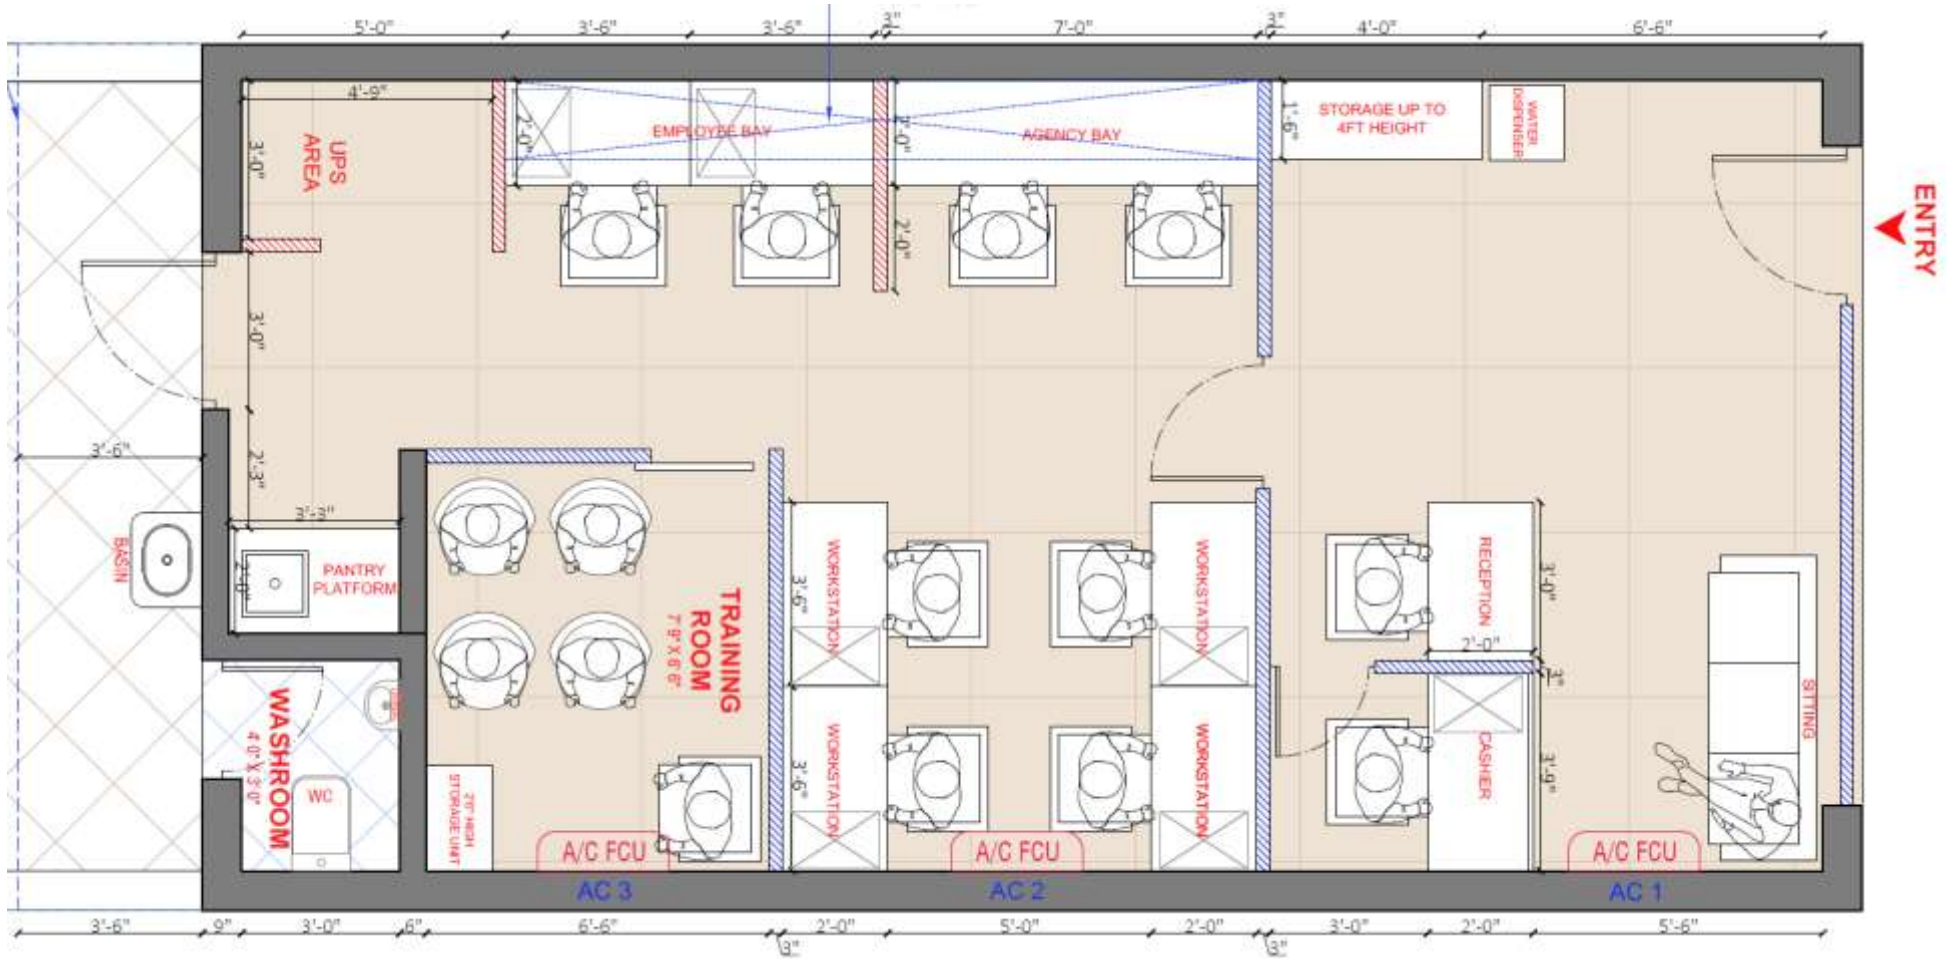 5'-0"
3'-6"
3'-6"
3"
7'-0"
3"
4'-0"
6'-6"
4'-9"
3'-0"
UPS
AREA
2'-0"
EMPLOYEE BAY
2'-0"
AGENCY BAY
1'-6"
STORAGE UP TO
4FT HEIGHT
WATER
DISPENSER
ENTRY
2'-0"
3'-0"
3'-6"
2'-3"
3'-3"
BASIN
2'-0"
PANTRY
PLATFORM
TRAINING
ROOM
7'9" X 6'6"
3'-6"
WORKSTATION
WORKSTATION
RECEPTION
3'-0"
2'-0"
3"
SITTING
WASHROOM
4'0" X 3'0"
WC
2'6" HIGH
STORAGE UNIT
3'-6"
WORKSTATION
WORKSTATION
CASHIER
3'-9"
A/C FCU
A/C FCU
A/C FCU
AC 3
AC 2
AC 1
3'-6"
9"
3'-0"
6"
6'-6"
3"
2'-0"
5'-0"
2'-0"
3"
3'-0"
2'-0"
5'-6"